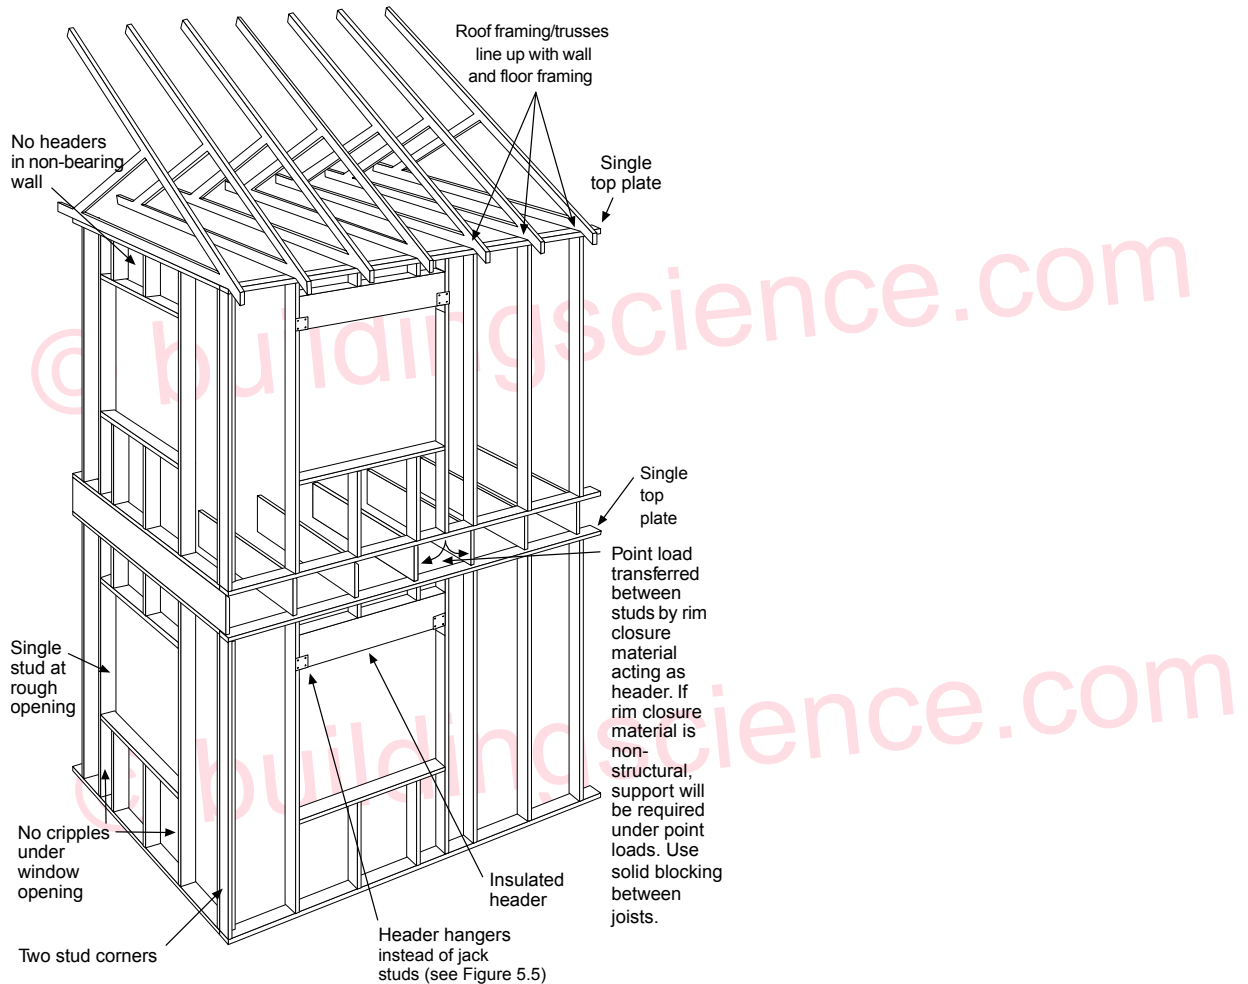 Roof framing/trusses
line up with wall
and floor framing
No headers
in non-bearing
wall
Single
top plate
© buildingscience.com
Single
top
plate
Point load
transferred
between
studs by rim
closure
material
acting as
header. If
rim closure
material is
non-
structural,
support will
be required
under point
loads. Use
solid blocking
between
joists.
Single
stud at
rough
opening
© buildingscience.com
No cripples
under
window
opening
Insulated
header
Two stud corners
Header hangers
instead of jack
studs (see Figure 5.5)